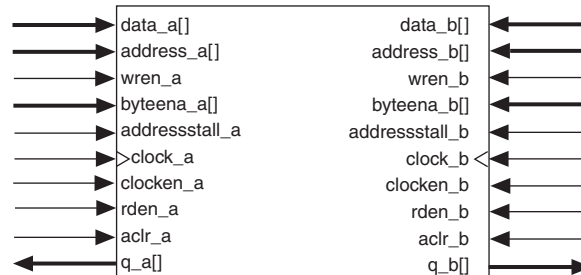 data_a[] data_b[]
address_a[] address_b[]
wren_a wren_b
byteena_a[] byteena_b[]
addressstall_a addressstall_b
clock_a clock_b
clocken_a clocken_b
rden_a rden_b
aclr_a aclr_b
q_a[] q_b[]